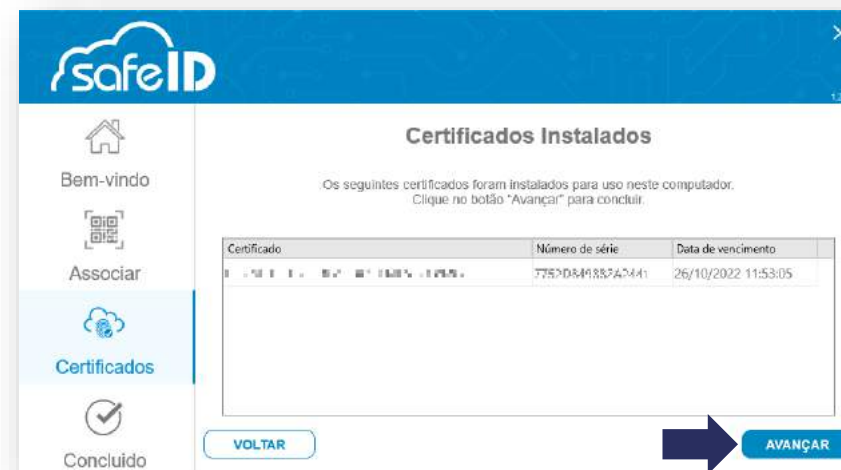 safeID
Bem-vindo
Associar
Certificados
Concluido
Certificados Instalados
Os seguintes certificados foram instalados para uso neste computador.
Clique no botão "Avançar" para concluir.
Certificado Número de série Data de vencimento
26/10/2022 11:53:05
VOLTAR AVANÇAR